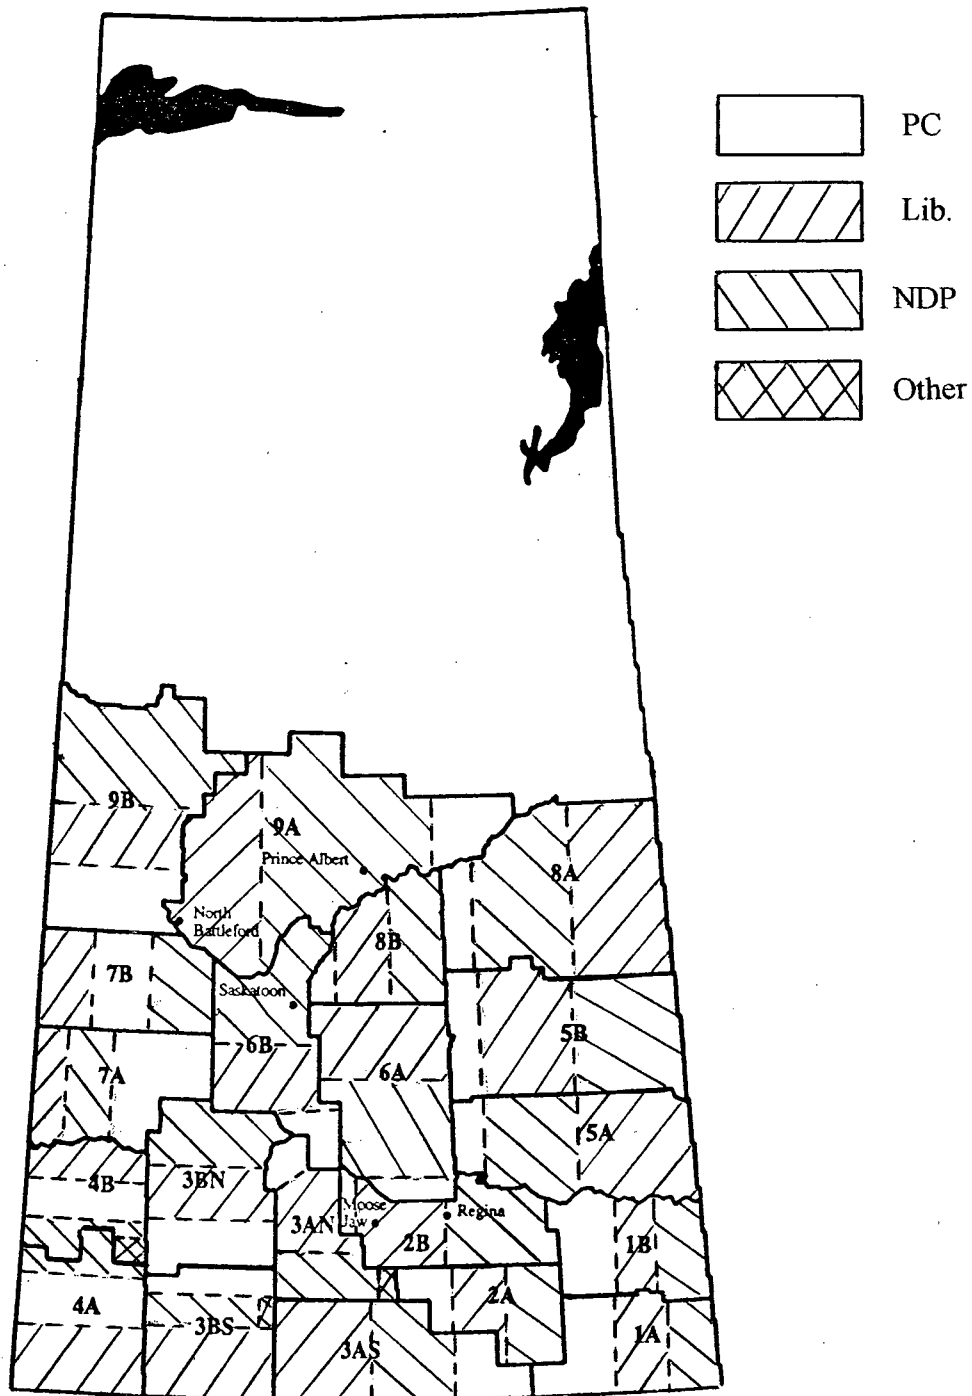 PC
Lib.
NDP
Other
9B
9A
Prince Albert
8A
North
Battleford
8B
7B
Saskatoon
5B
6B
6A
7A
5A
3BN
4B
Moose
Jaw
Regina
3AN
2B
1B
4A
2A
3BS
1A
3AS